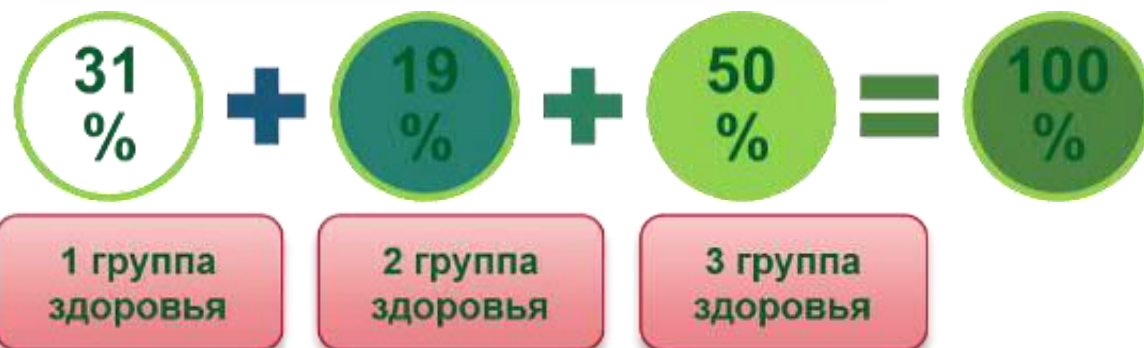 31
%
19
%
50
%
100
%
1 группа
здоровья
2 группа
здоровья
3 группа
здоровья